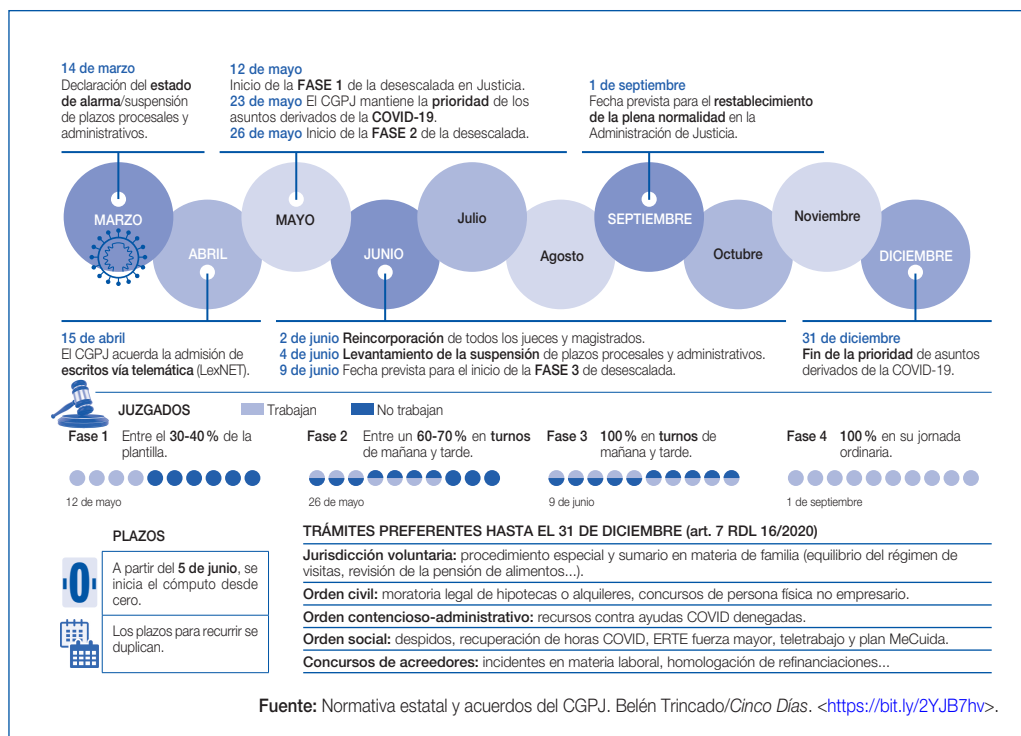 14 de marzo
Declaración del estado
de alarma/suspensión
de plazos procesales y
administrativos.
12 de mayo
Inicio de la FASE 1 de la desescalada en Justicia.
23 de mayo El CGPJ mantiene la prioridad de los
asuntos derivados de la COVID-19.
26 de mayo Inicio de la FASE 2 de la desescalada.
1 de septiembre
Fecha prevista para el restablecimiento
de la plena normalidad en la
Administración de Justicia.
MARZO
ABRIL
MAYO
JUNIO
Julio
Agosto
SEPTIEMBRE
Octubre
Noviembre
DICIEMBRE
15 de abril
El CGPJ acuerda la admisión de
escritos vía telemática (LexNET).
2 de junio Reincorporación de todos los jueces y magistrados.
4 de junio Levantamiento de la suspensión de plazos procesales y administrativos.
9 de junio Fecha prevista para el inicio de la FASE 3 de desescalada.
31 de diciembre
Fin de la prioridad de asuntos
derivados de la COVID-19.
JUZGADOS Trabajan No trabajan
Fase 1 Entre el 30-40 % de la
plantilla.
12 de mayo
Fase 2 Entre un 60-70 % en turnos
de mañana y tarde.
26 de mayo
Fase 3 100 % en turnos de
mañana y tarde.
9 de junio
Fase 4 100 % en su jornada
ordinaria.
1 de septiembre
PLAZOS
0
A partir del 5 de junio, se
inicia el cómputo desde
cero.
Los plazos para recurrir se
duplican.
TRÁMITES PREFERENTES HASTA EL 31 DE DICIEMBRE (art. 7 RDL 16/2020)
Jurisdicción voluntaria: procedimiento especial y sumario en materia de familia (equilibrio del régimen de
visitas, revisión de la pensión de alimentos...).
Orden civil: moratoria legal de hipotecas o alquileres, concursos de persona física no empresario.
Orden contencioso-administrativo: recursos contra ayudas COVID denegadas.
Orden social: despidos, recuperación de horas COVID, ERTE fuerza mayor, teletrabajo y plan MeCuida.
Concursos de acreedores: incidentes en materia laboral, homologación de refinanciaciones...
Fuente: Normativa estatal y acuerdos del CGPJ. Belén Trincado/Cinco Días. <https://bit.ly/2YJB7hv>.